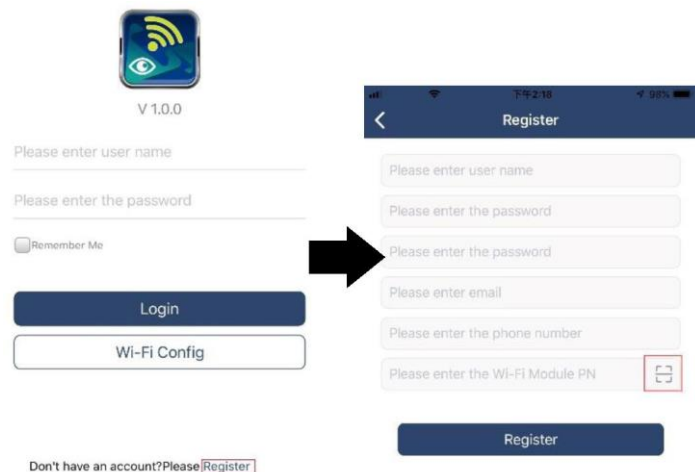 V 1.0.0
Please enter user name
Please enter the password
Remember Me
Login
Wi-Fi Config
Don't have an account?Please Register
下午2:18 98%
Register
Please enter user name
Please enter the password
Please enter the password
Please enter email
Please enter the phone number
Please enter the Wi-Fi Module PN
Register